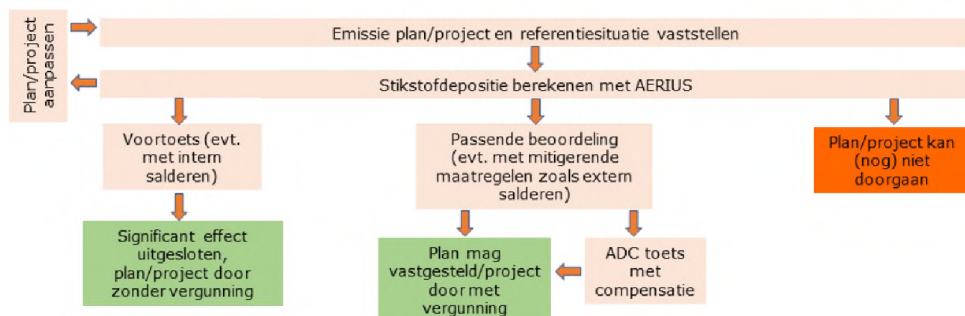 Plan/project
aanpassen
Emissie plan/project en referentiesituatie vaststellen
Stikstofdepositie berekenen met AERIUS
Voortoets (evt.
met intern
salderen)
Passende beoordeling
(evt. met mitigerende
maatregelen zoals extern
salderen)
Plan/project kan
(nog) niet
doorgaan
Significant effect
uitgesloten,
plan/project door
zonder vergunning
Plan mag
vastgesteld/project
door met
vergunning
ADC toets
met
compensatie